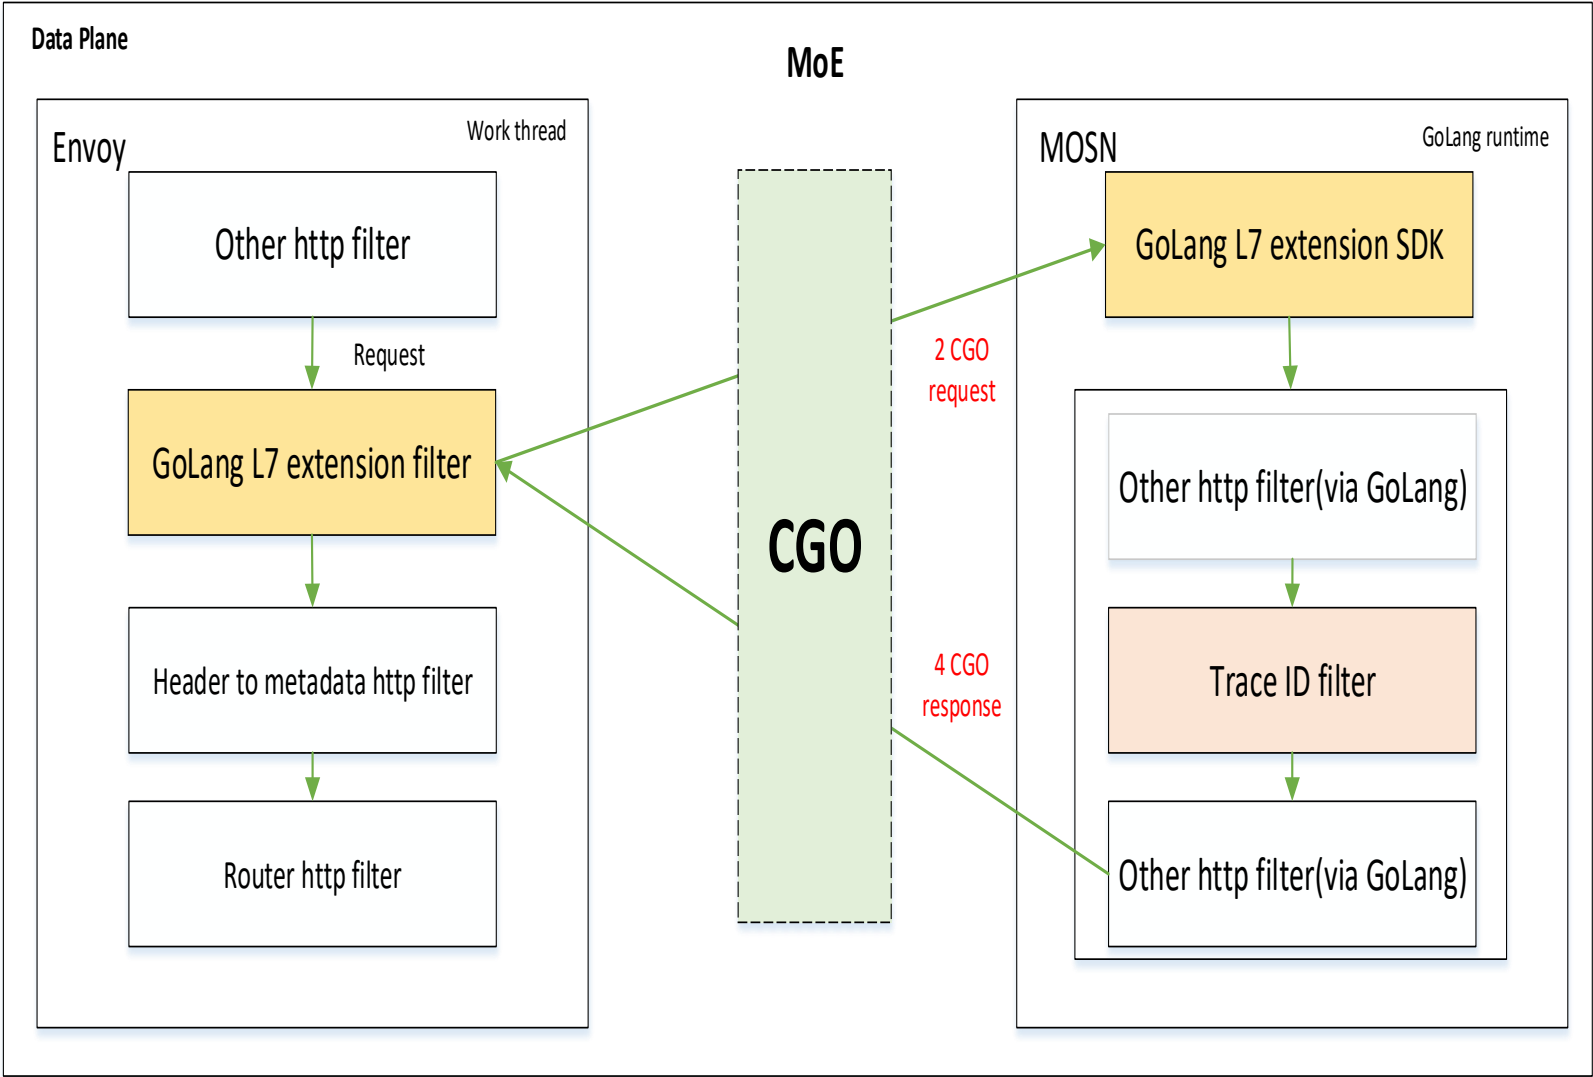 Data Plane
MoE
Envoy
Work thread
Other http filter
Request
GoLang L7 extension filter
Header to metadata http filter
Router http filter
CGO
2 CGO
request
4 CGO
response
MOSN
GoLang runtime
GoLang L7 extension SDK
Other http filter(via GoLang)
Trace ID filter
Other http filter(via GoLang)